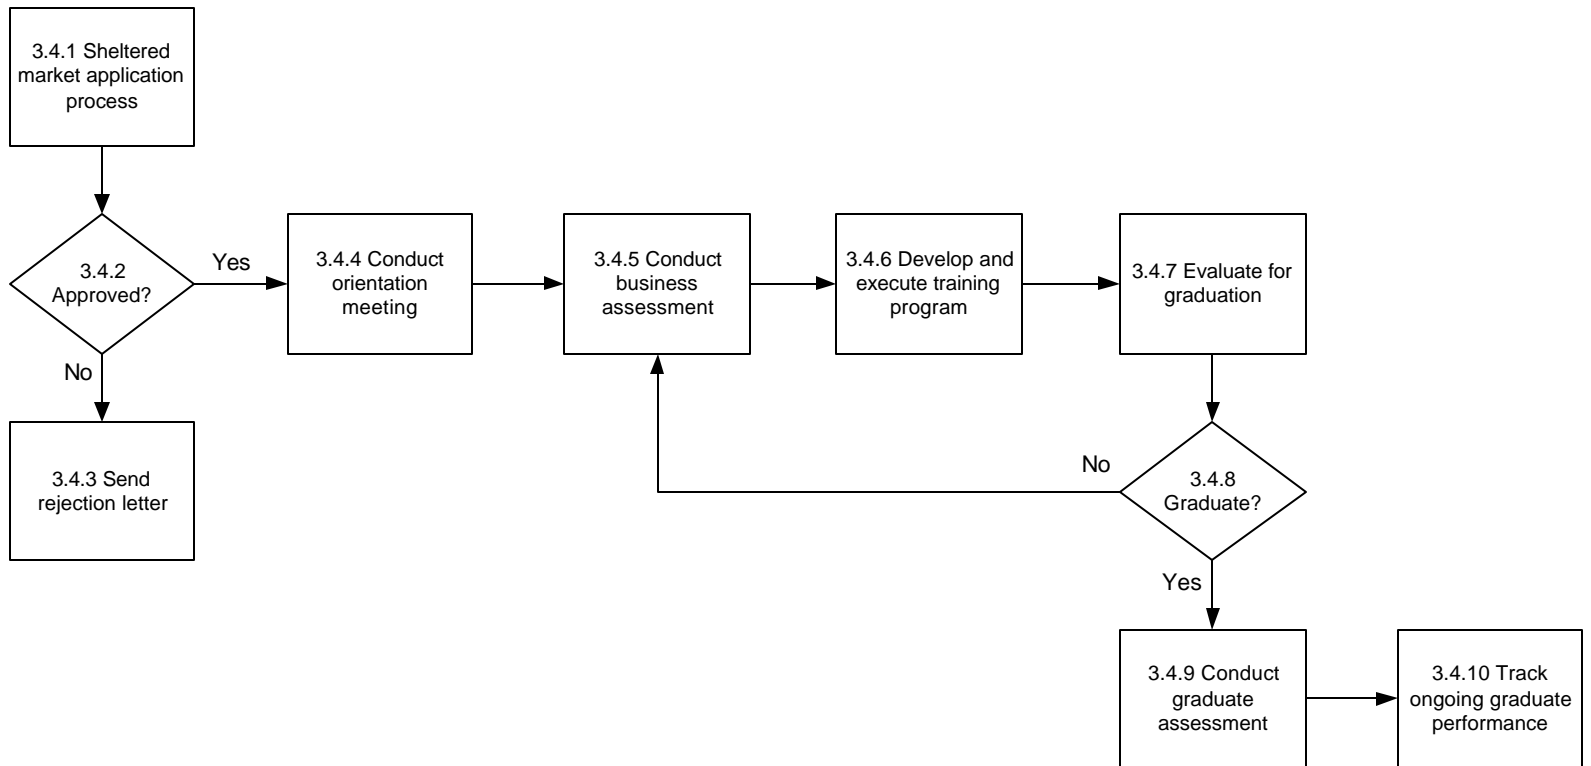 3.4.1 Sheltered
market application
process
3.4.2
Approved?
Yes
No
3.4.3 Send
rejection letter
3.4.4 Conduct
orientation
meeting
3.4.5 Conduct
business
assessment
3.4.6 Develop and
execute training
program
3.4.7 Evaluate for
graduation
3.4.8
Graduate?
No
Yes
3.4.9 Conduct
graduate
assessment
3.4.10 Track
ongoing graduate
performance